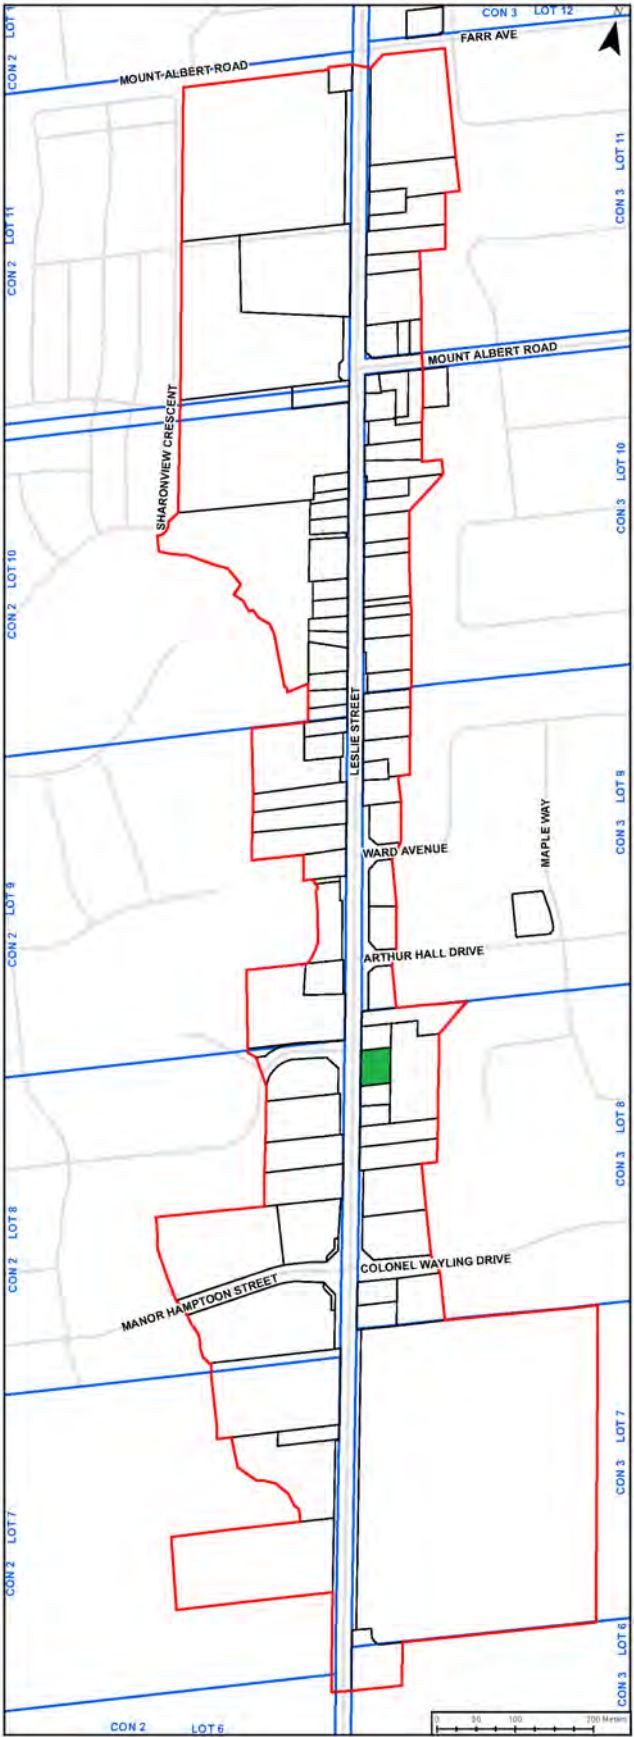 CON 3 LOT 12
N
FARR AVE
MOUNT-ALBERT-ROAD
CON 2 LOT 1
CON 3 LOT 11
CON 2 LOT 11
MOUNT ALBERT ROAD
SHARONVIEW CRESCENT
CON 3 LOT 10
CON 2 LOT 10
LESLIE STREET
CON 3 LOT 9
MAPLE WAY
WARD AVENUE
CON 2 LOT 9
ARTHUR HALL DRIVE
CON 3 LOT 8
CON 2 LOT 8
COLONEL WAYLING DRIVE
MANOR HAMPTOON STREET
CON 3 LOT 7
CON 2 LOT 7
CON 3 LOT 6
0 50 100 200 Meters
CON 2 LOT 6